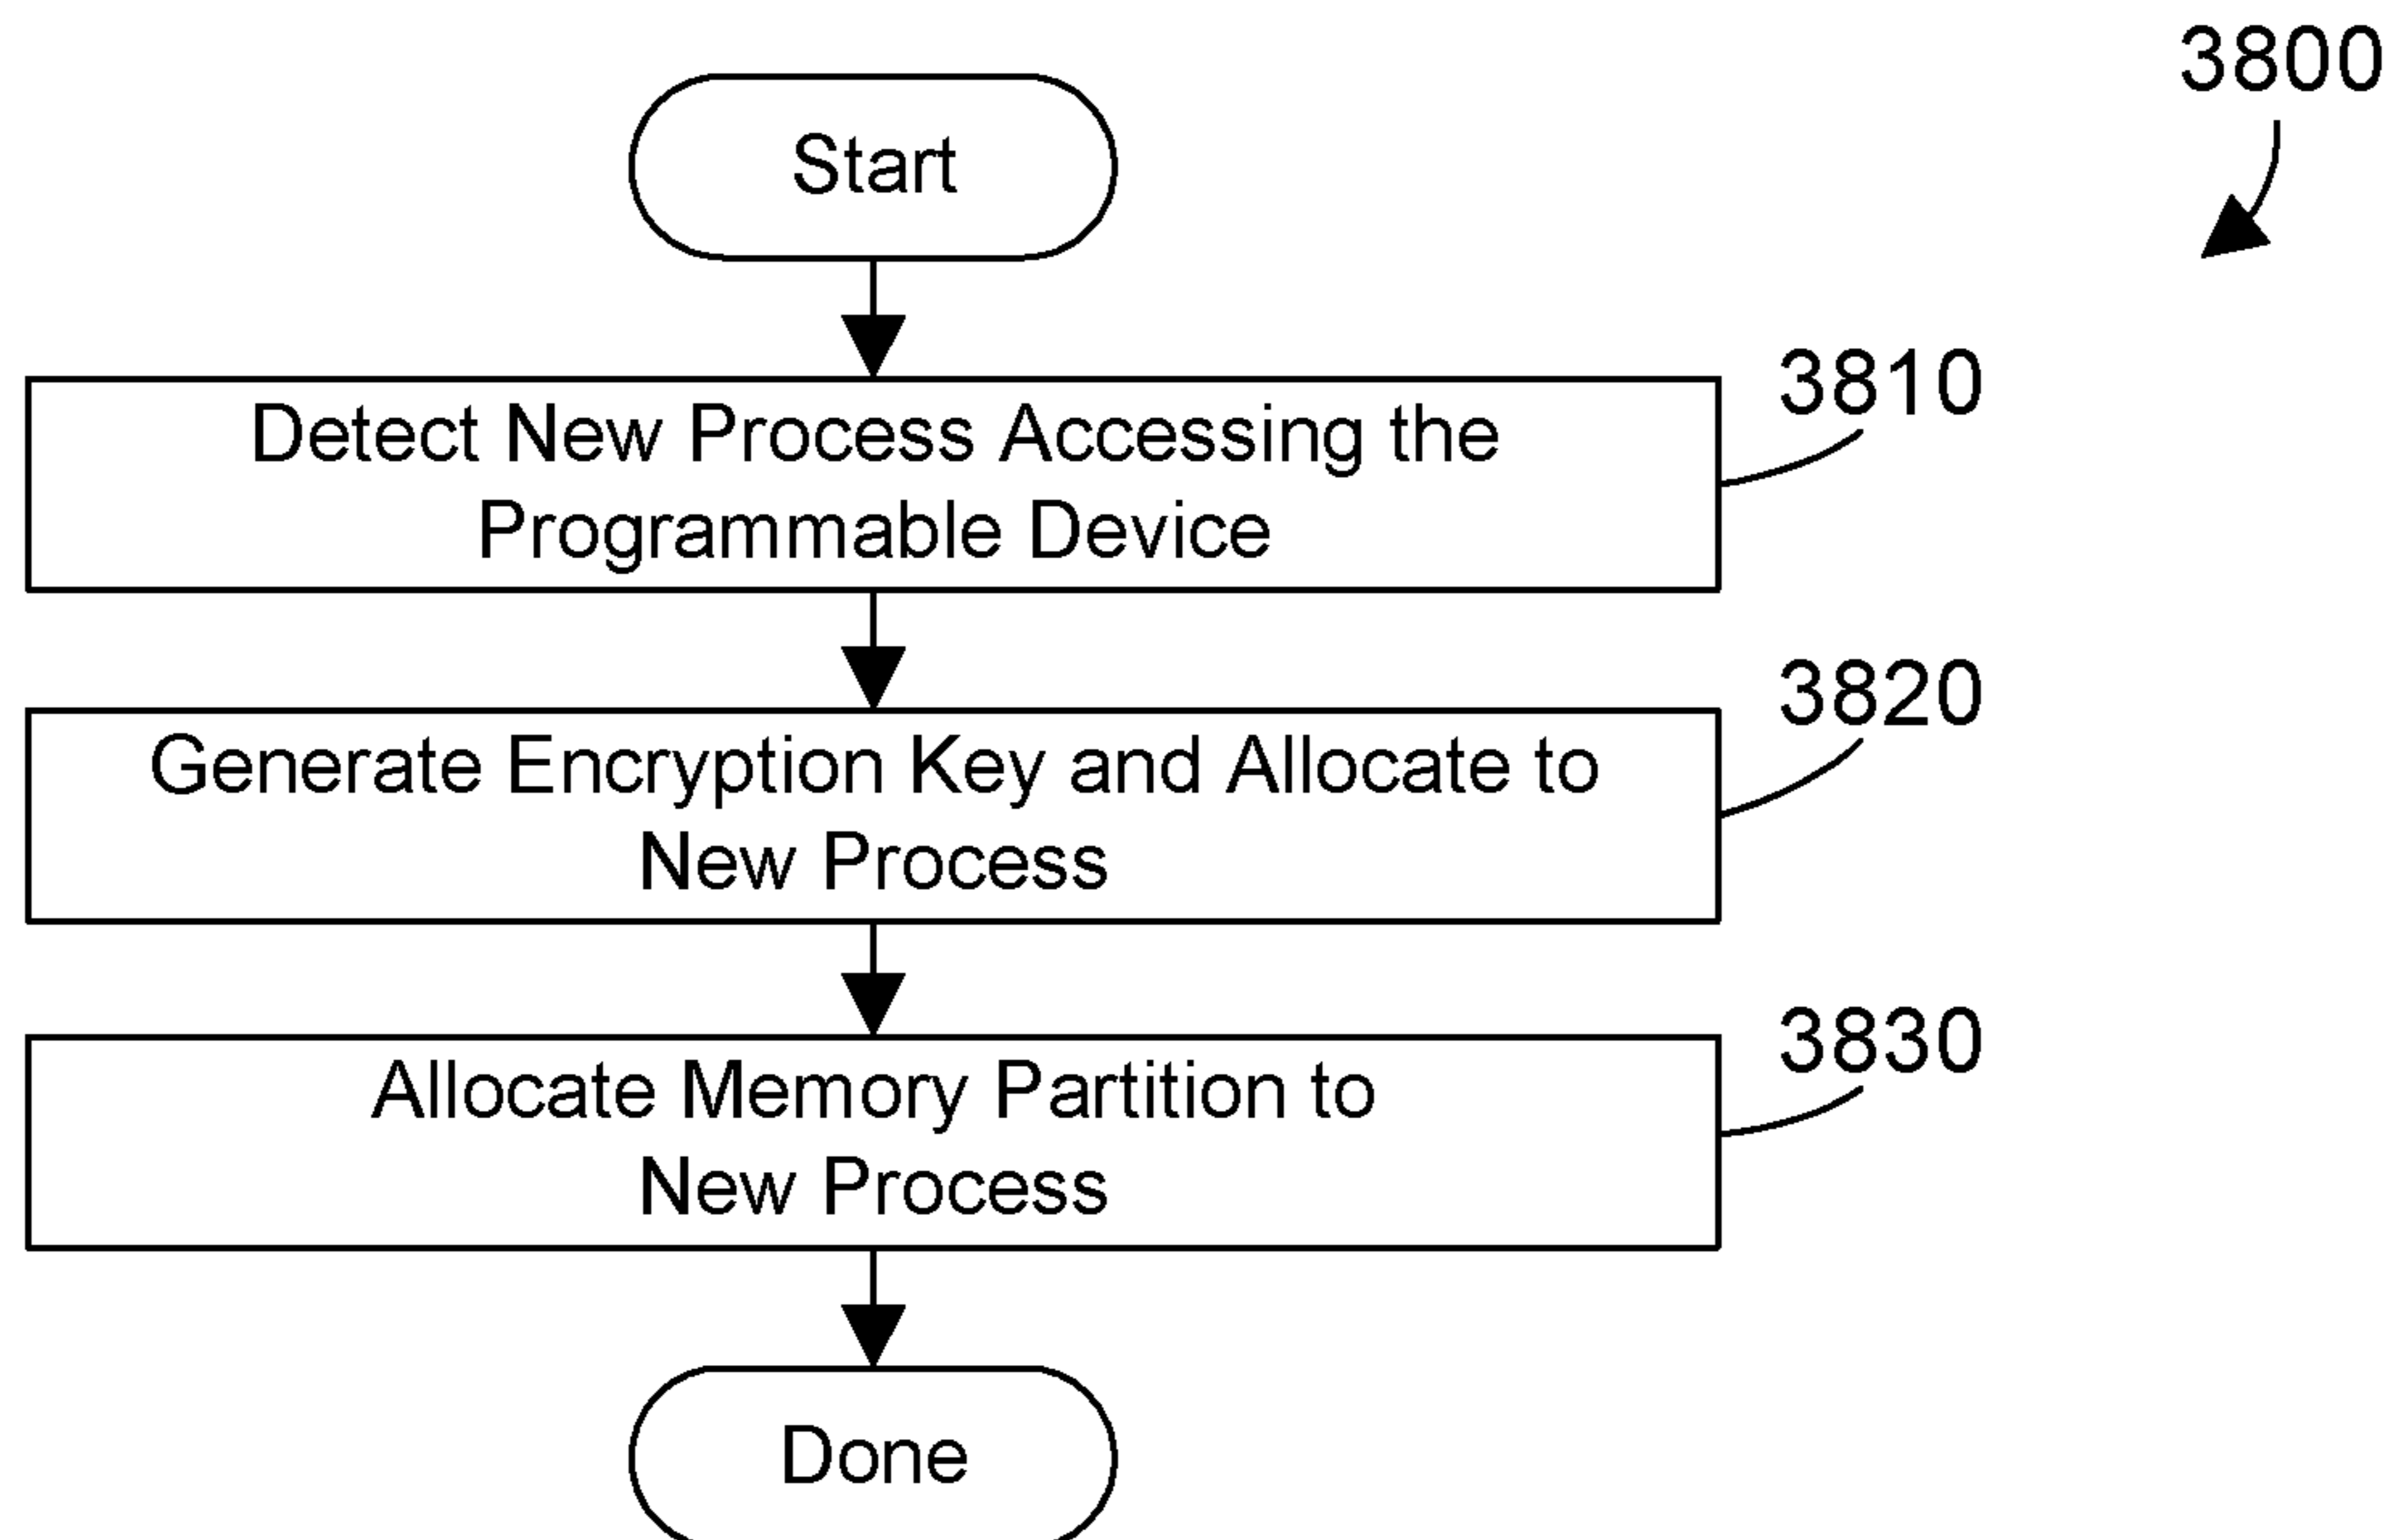 3800
Start
3810
Detect New Process Accessing the
Programmable Device
3820
Generate Encryption Key and Allocate to
New Process
3830
Allocate Memory Partition to
New Process
Done